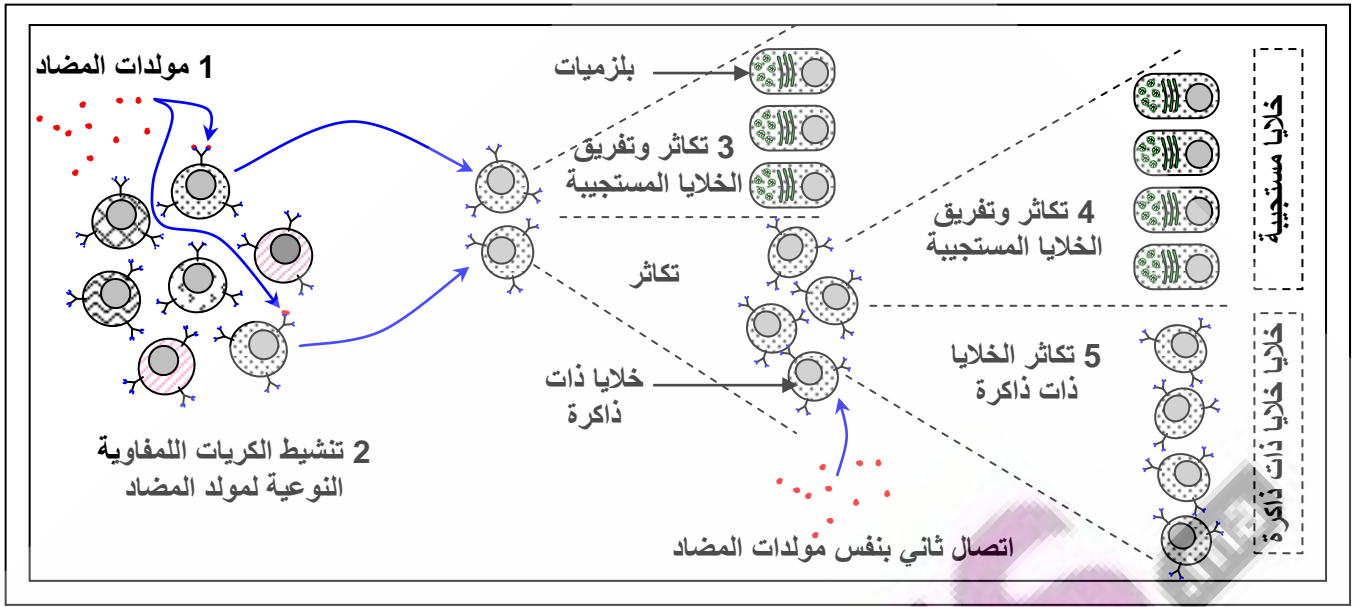 1 مولدات المضاد
بلزميات
3 تكاثر وتفريق
الخلايا المستجيبة
4 تكاثر وتفريق
الخلايا المستجيبة
خلايا مستجيبة
تكاثر
5 تكاثر الخلايا
ذات ذاكرة
خلايا ذات
ذاكرة
خلايا خلايا ذات ذاكرة
2 تنشيط الكريات اللمفاوية
النوعية لمولد المضاد
اتصال ثاني بنفس مولدات المضاد